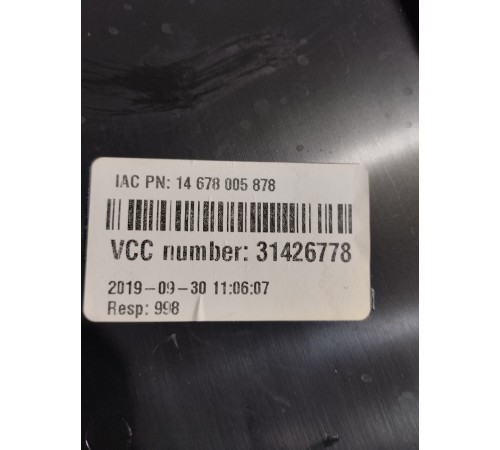 IAC PN: 14 678 005 878
VCC number: 31426778
2019-09-30 11:06:07
Resp: 998